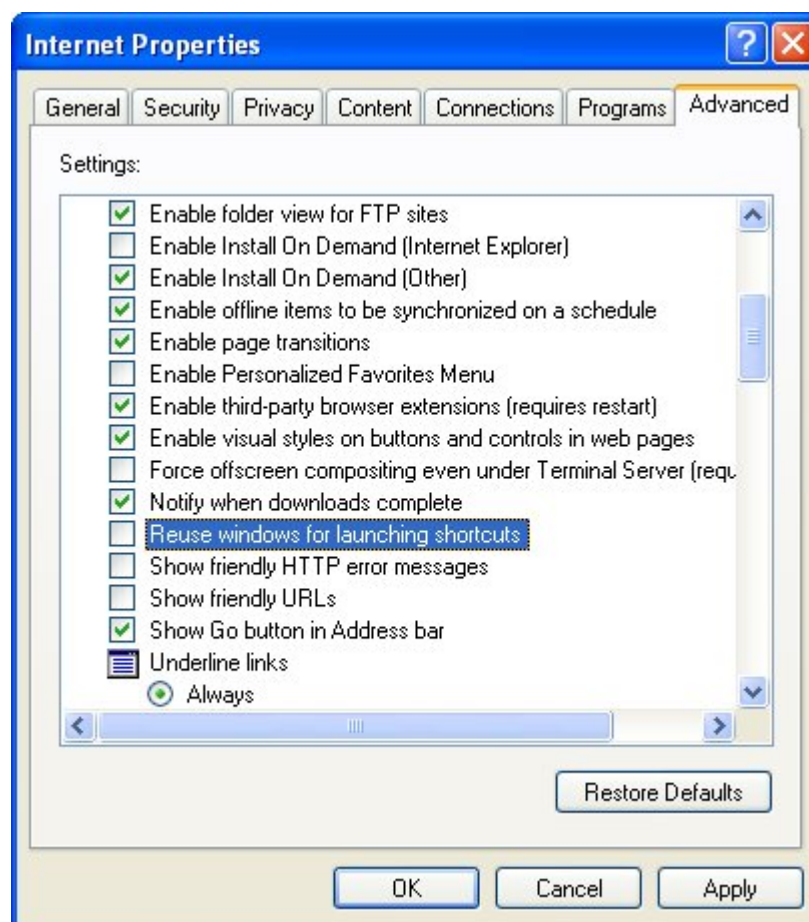 Internet Properties
General Security Privacy Content Connections Programs Advanced
Settings:
Enable folder view for FTP sites
Enable Install On Demand (Internet Explorer)
Enable Install On Demand (Other)
Enable offline items to be synchronized on a schedule
Enable page transitions
Enable Personalized Favorites Menu
Enable third-party browser extensions (requires restart)
Enable visual styles on buttons and controls in web pages
Force offscreen compositing even under Terminal Server (requ
Notify when downloads complete
Reuse windows for launching shortcuts
Show friendly HTTP error messages
Show friendly URLs
Show Go button in Address bar
Underline links
Always
Restore Defaults
OK Cancel Apply